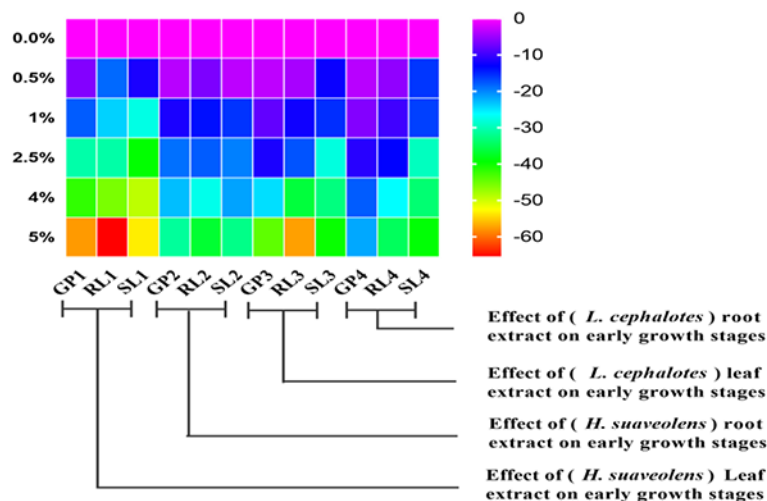 0.0%
0.5%
1%
2.5%
4%
5%
0
-10
-20
-30
-40
-50
-60
GP1 RL1 SL1 GP2 RL2 SL2 GP3 RL3 SL3 GP4 RL4 SL4
Effect of ( L. cephalotes ) root
extract on early growth stages
Effect of ( L. cephalotes ) leaf
extract on early growth stages
Effect of ( H. suaveolens ) root
extract on early growth stages
Effect of ( H. suaveolens ) Leaf
extract on early growth stages